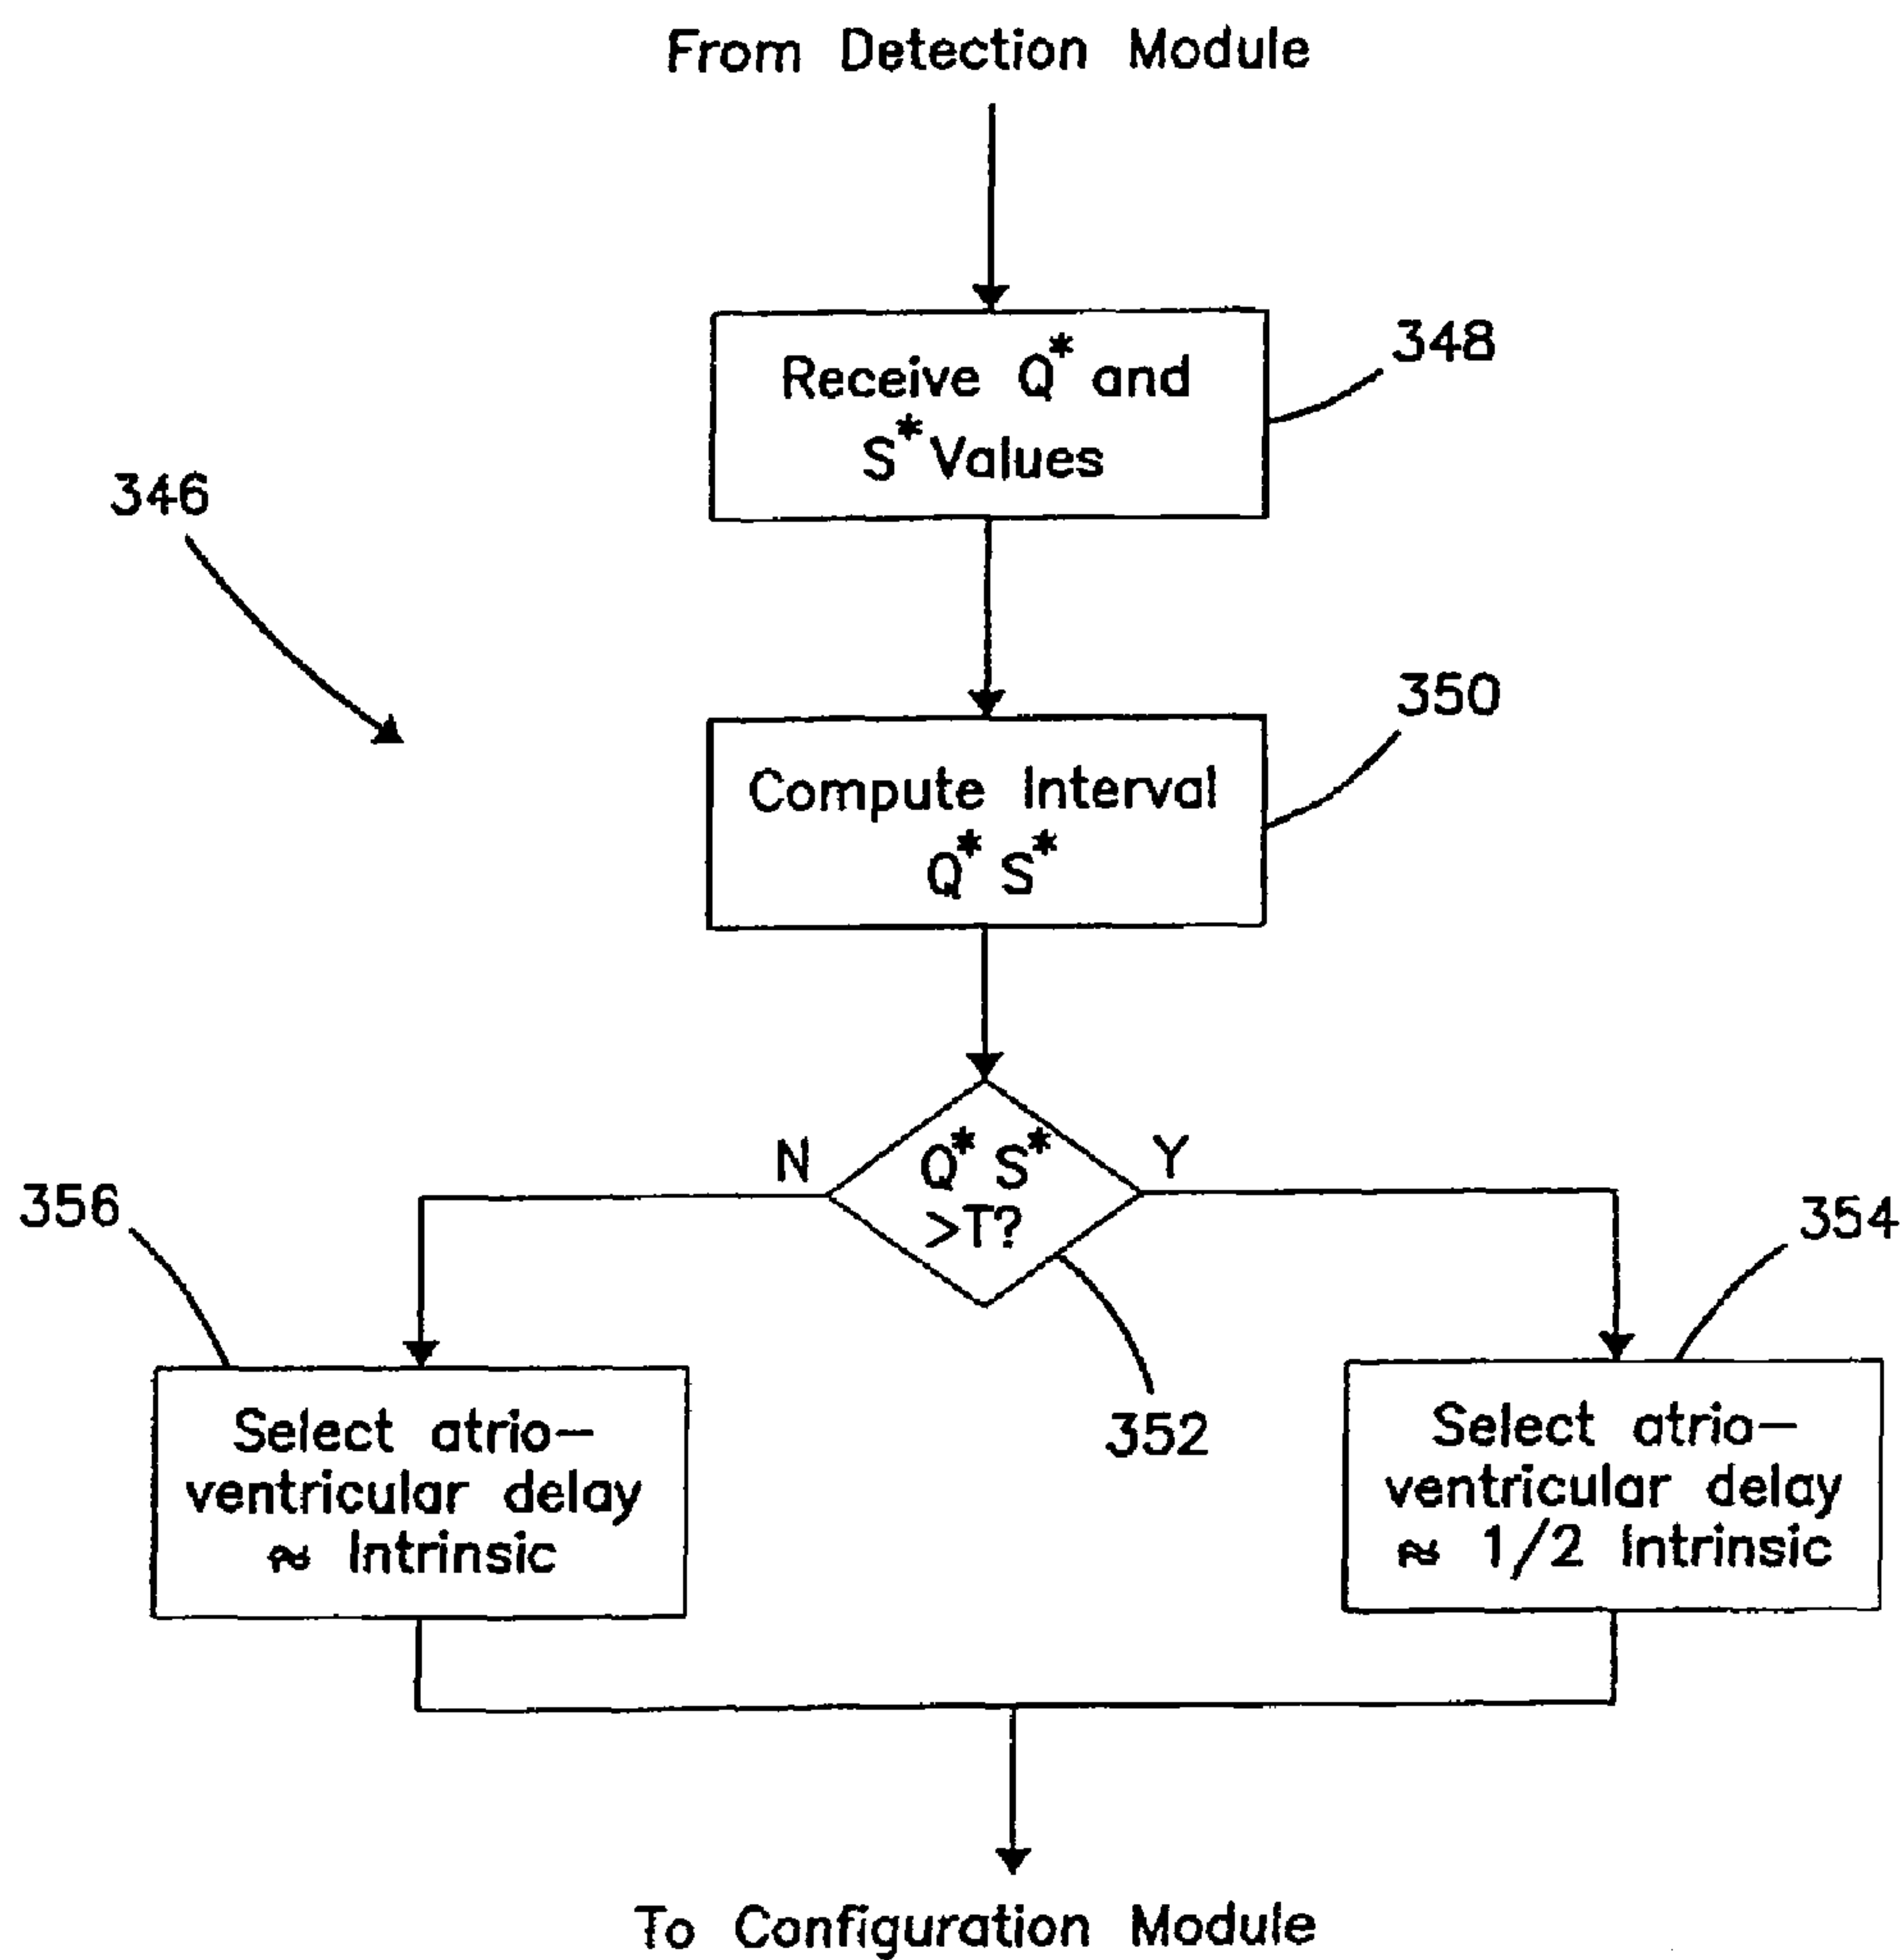 From Detection Module
348
Receive Q* and
S* Values
346
350
Compute Interval
Q* S*
N
Y
Q* S*
>T?
356
354
352
Select atrio-
ventricular delay
≈ Intrinsic
Select atrio-
ventricular delay
≈ 1/2 Intrinsic
To Configuration Module